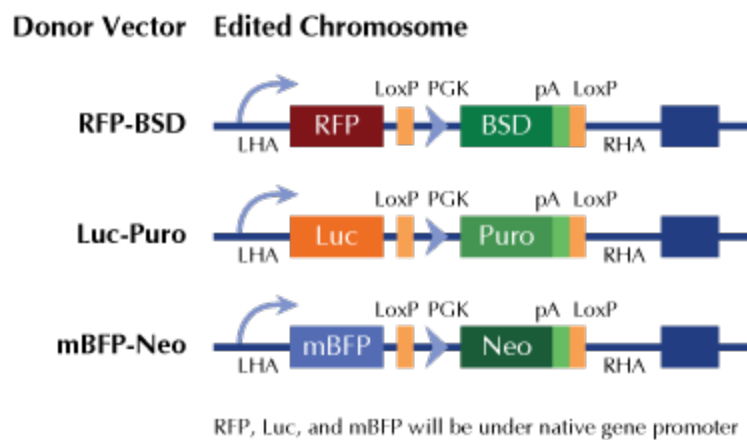 Donor Vector Edited Chromosome
LoxP PGK pA LoxP
RFP-BSD RFP BSD
LHA RHA
LoxP PGK pA LoxP
Luc-Puro Luc Puro
LHA RHA
LoxP PGK pA LoxP
mBFP-Neo mBFP Neo
LHA RHA
RFP, Luc, and mBFP will be under native gene promoter